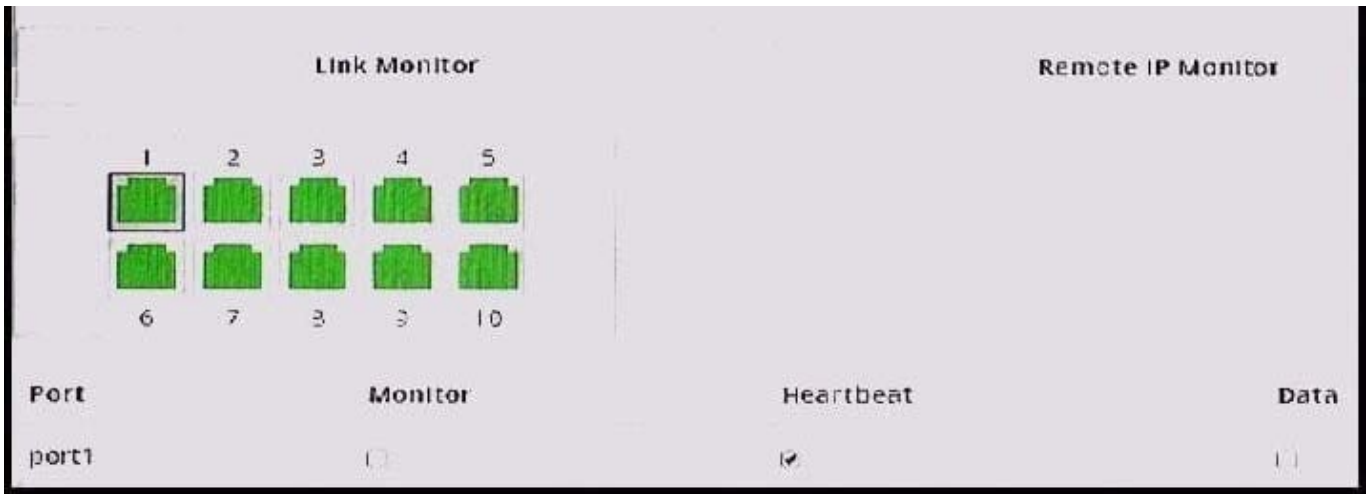 Link Monitor Remote IP Monitor
1 2 3 4 5
6 7 8 9 10
Port Monitor Heartbeat Data
port1